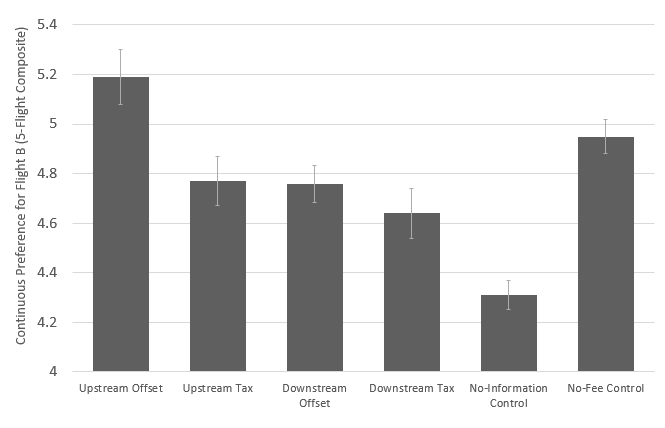 Continuous Preference for Flight B (5-Flight Composite)
5.4
5.2
5
4.8
4.6
4.4
4.2
4
Upstream Offset
Upstream Tax
Downstream
Offset
Downstream Tax
No-Information
Control
No-Fee Control